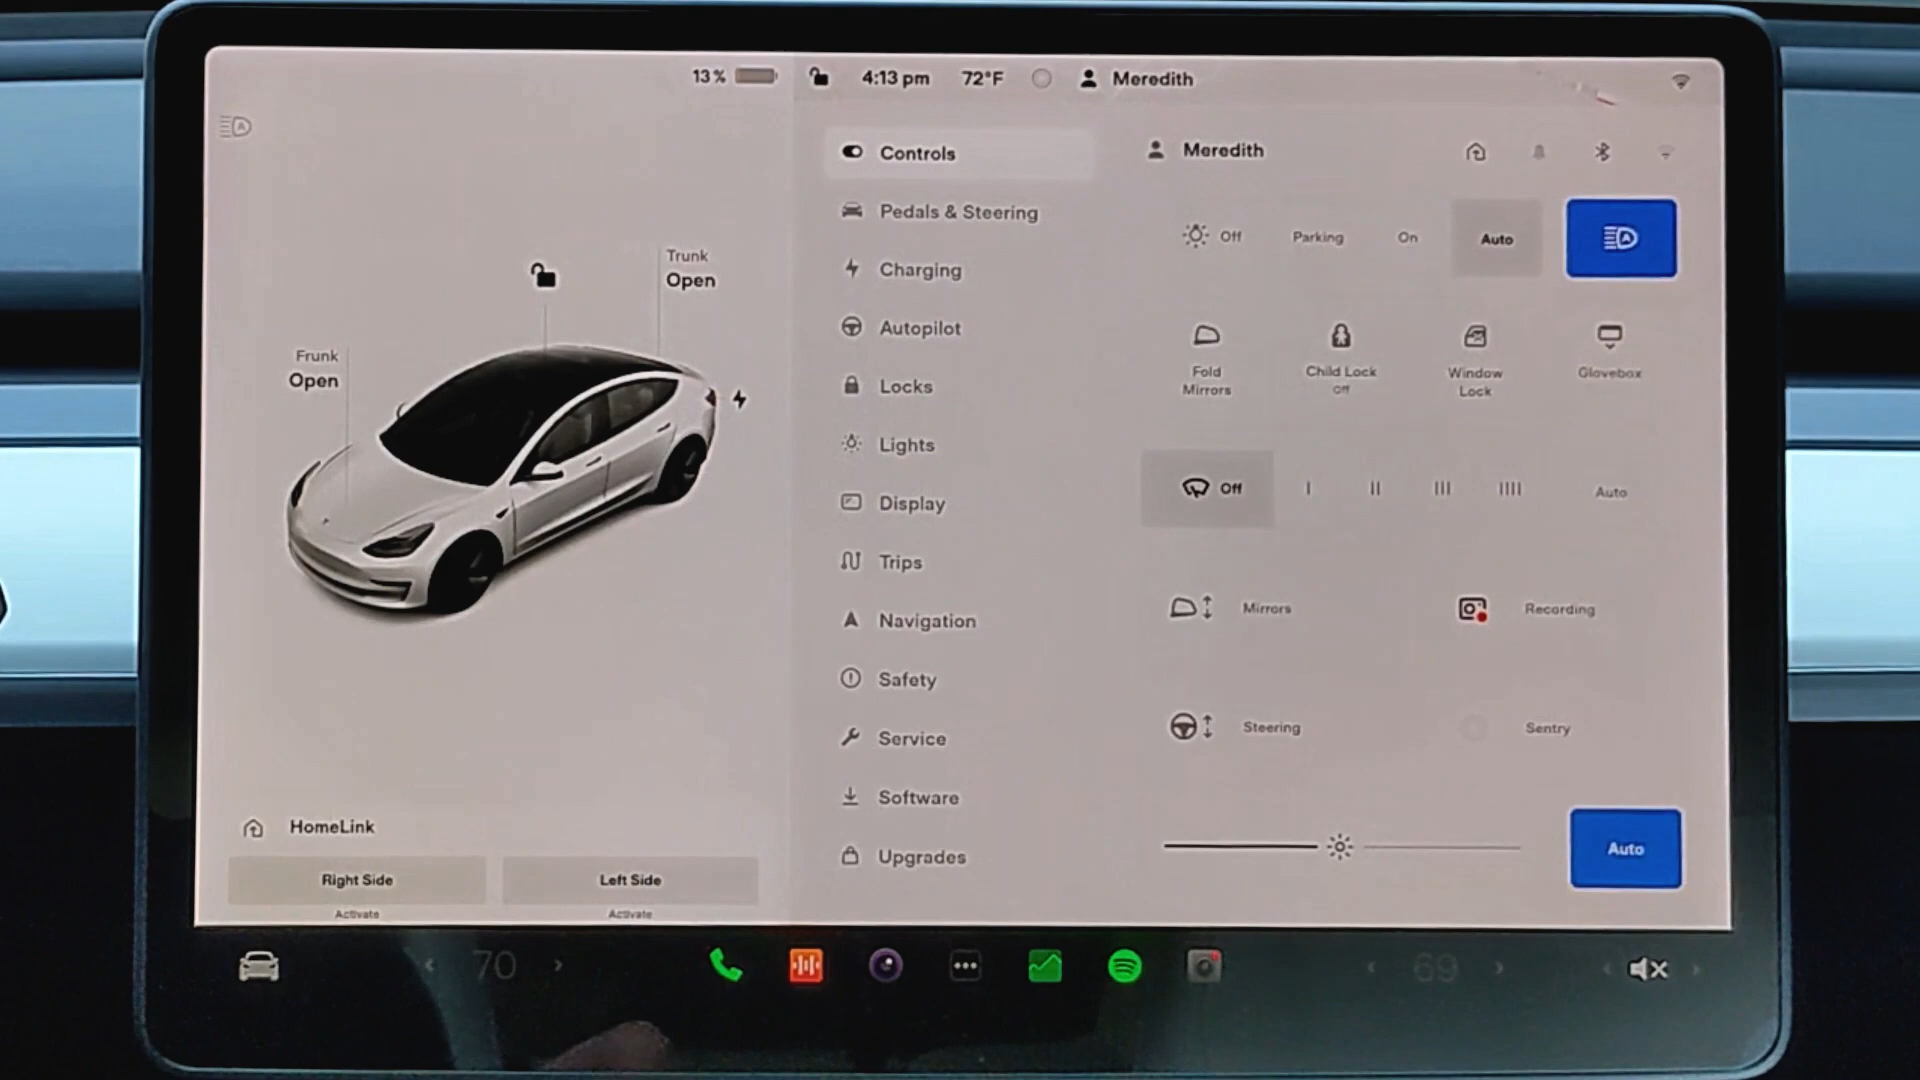 13%
4:13 pm 72°F Meredith
Trunk
Open
Frunk
Open
HomeLink
Right Side
Activate
Left Side
Activate
Controls
Pedals & Steering
Charging
Autopilot
Locks
Lights
Display
Trips
Navigation
Safety
Service
Software
Upgrades
Meredith
Off Parking On Auto
Fold
Mirrors
Child Lock
Off
Window
Lock
Glovebox
Off I II III IIII Auto
Mirrors Recording
Steering Sentry
Auto
70 69